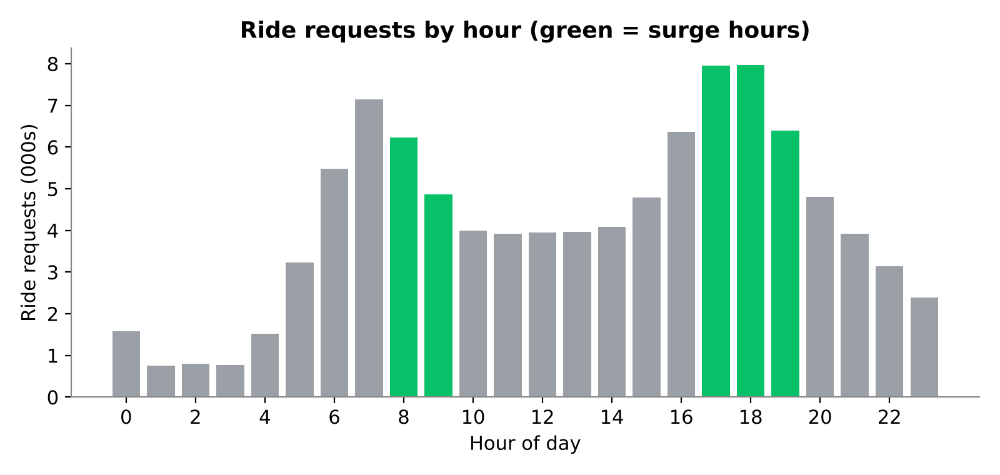 Ride requests by hour (green = surge hours)
Ride requests (000s)
8
7
6
5
4
3
2
1
0
0 2 4 6 8 10 12 14 16 18 20 22
Hour of day